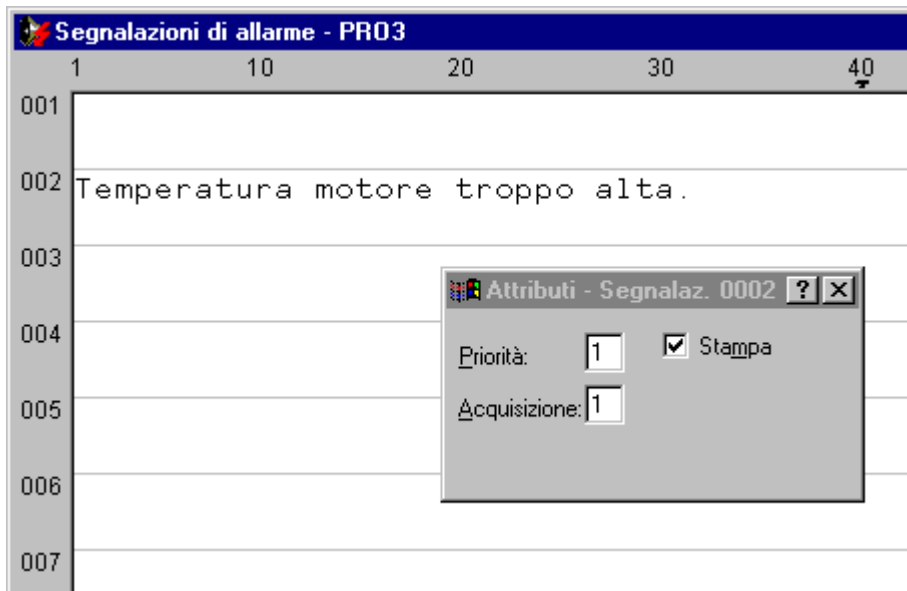 Segnalazioni di allarme - PRO3
1 10 20 30 40
001
002 Temperatura motore troppo alta.
003
Attributi - Segnalaz. 0002 ? ×
004
Priorità: 1 Stampa
005
Acquisizione: 1
006
007